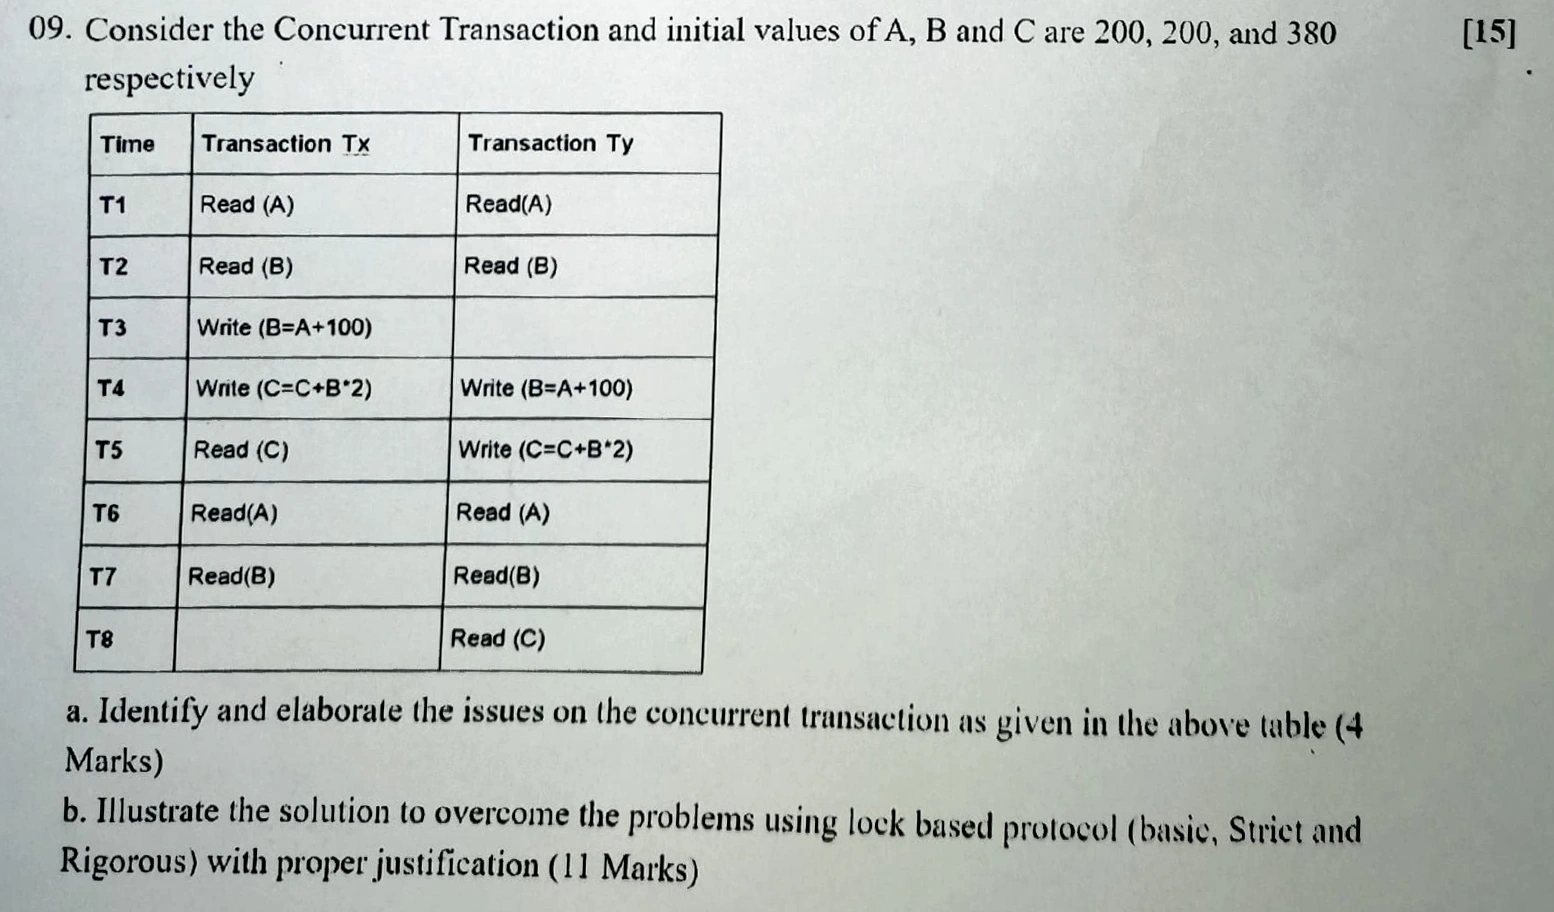 09. Consider the Concurrent Transaction and initial values of A, B and C are 200, 200, and 380 [15]
respectively
Time Transaction Tx Transaction Ty
T1 Read (A) Read(A)
T2 Read (B) Read (B)
T3 Write (B=A+100)
T4 Write (C=C+B*2) Write (B=A+100)
T5 Read (C) Write (C=C+B*2)
T6 Read(A) Read (A)
T7 Read(B) Read(B)
T8 Read (C)
a. Identify and elaborate the issues on the concurrent transaction as given in the above table (4
Marks)
b. Illustrate the solution to overcome the problems using lock based protocol (basic, Strict and
Rigorous) with proper justification (11 Marks)